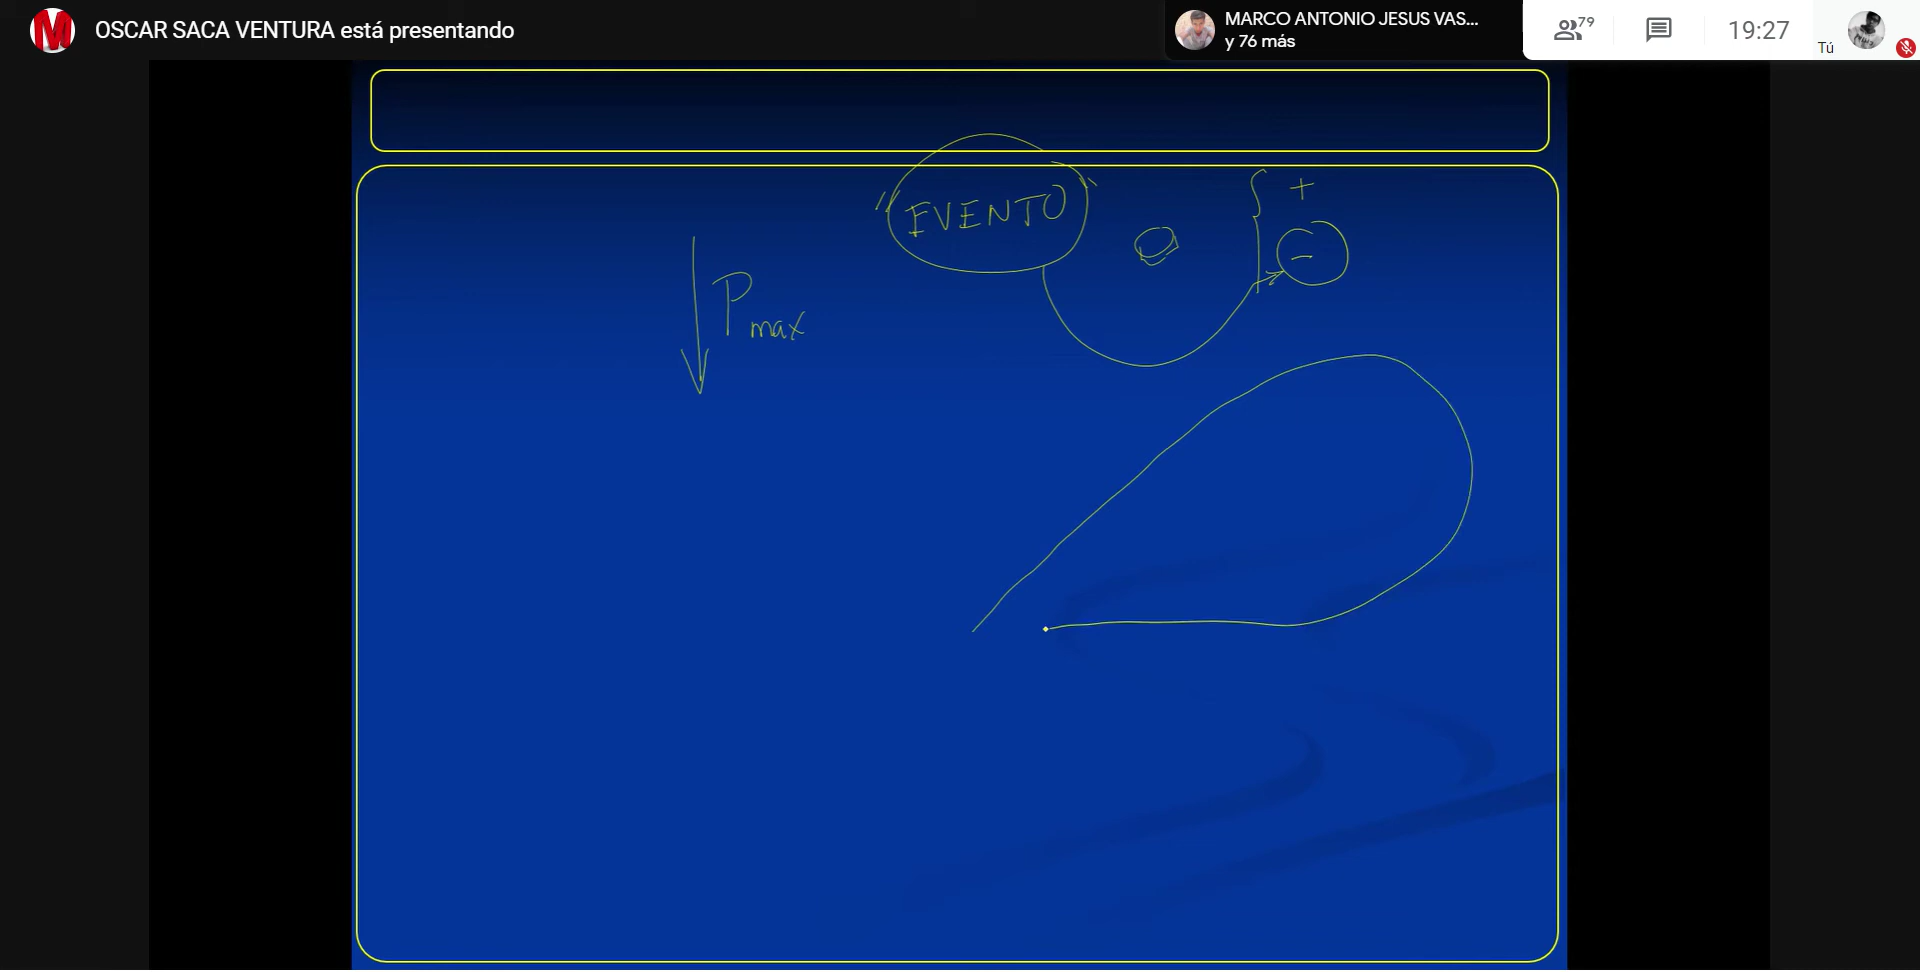 OSCAR SACA VENTURA está presentando
MARCO ANTONIO JESUS VAS...
y 76 más
79
19:27
Tú
"EVENTO"
+
-
P max